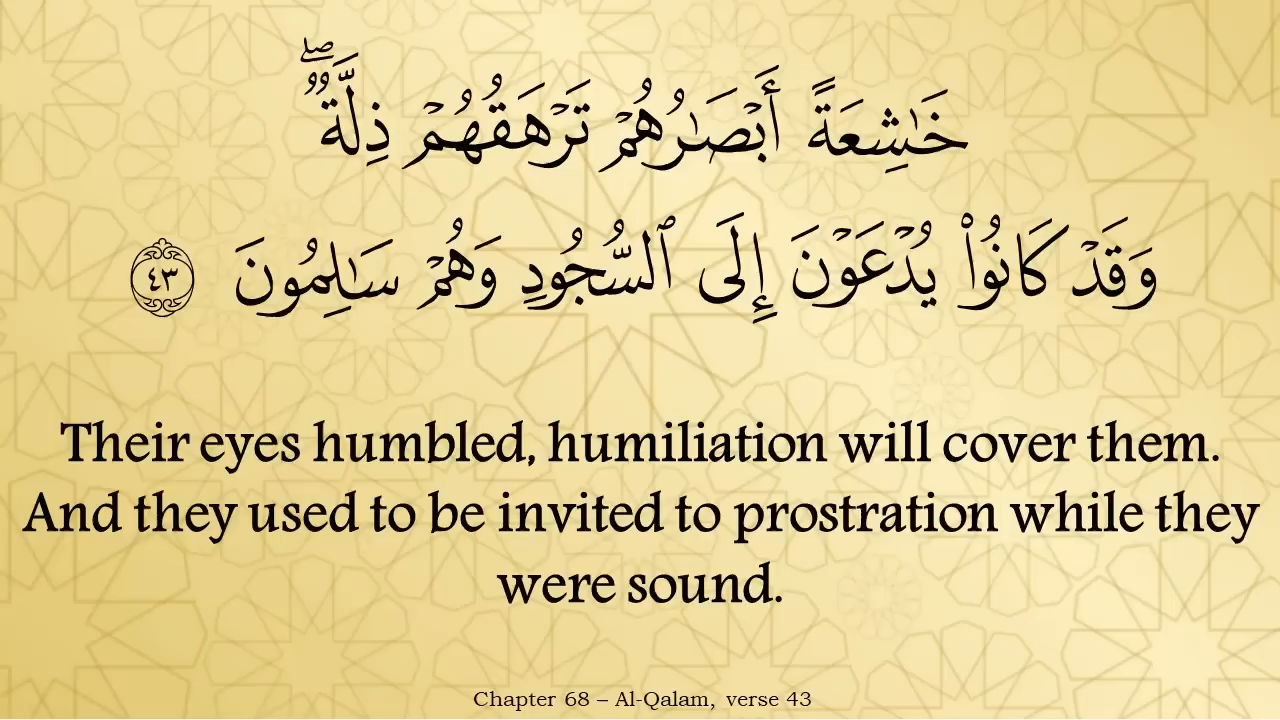 خَـٰشِعَةً أَبْصَـٰرُهُمْ تَرْهَقُهُمْ ذِلَّةٌ ۖ
وَقَدْ كَانُوا۟ يُدْعَوْنَ إِلَى ٱلسُّجُودِ وَهُمْ سَـٰلِمُونَ ٤٣
Their eyes humbled, humiliation will cover them.
And they used to be invited to prostration while they
were sound.
Chapter 68 – Al-Qalam, verse 43